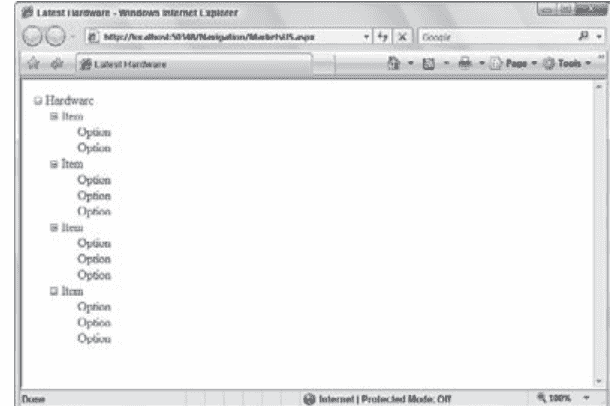 Latest Hardware - Windows Internet Explorer
Google
Latest Hardware
Page Tools
Hardware
Item
Option
Option
Item
Option
Option
Option
Item
Option
Option
Option
Item
Option
Option
Option
Done
Internet | Protected Mode: Off
100%